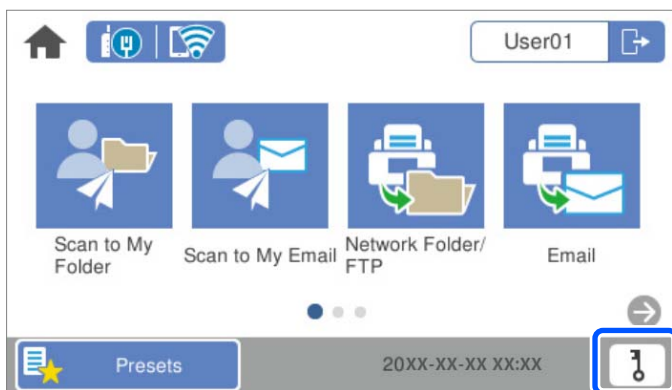 User01
Scan to My
Folder
Scan to My Email
Network Folder/
FTP
Email
Presets
20XX-XX-XX XX:XX